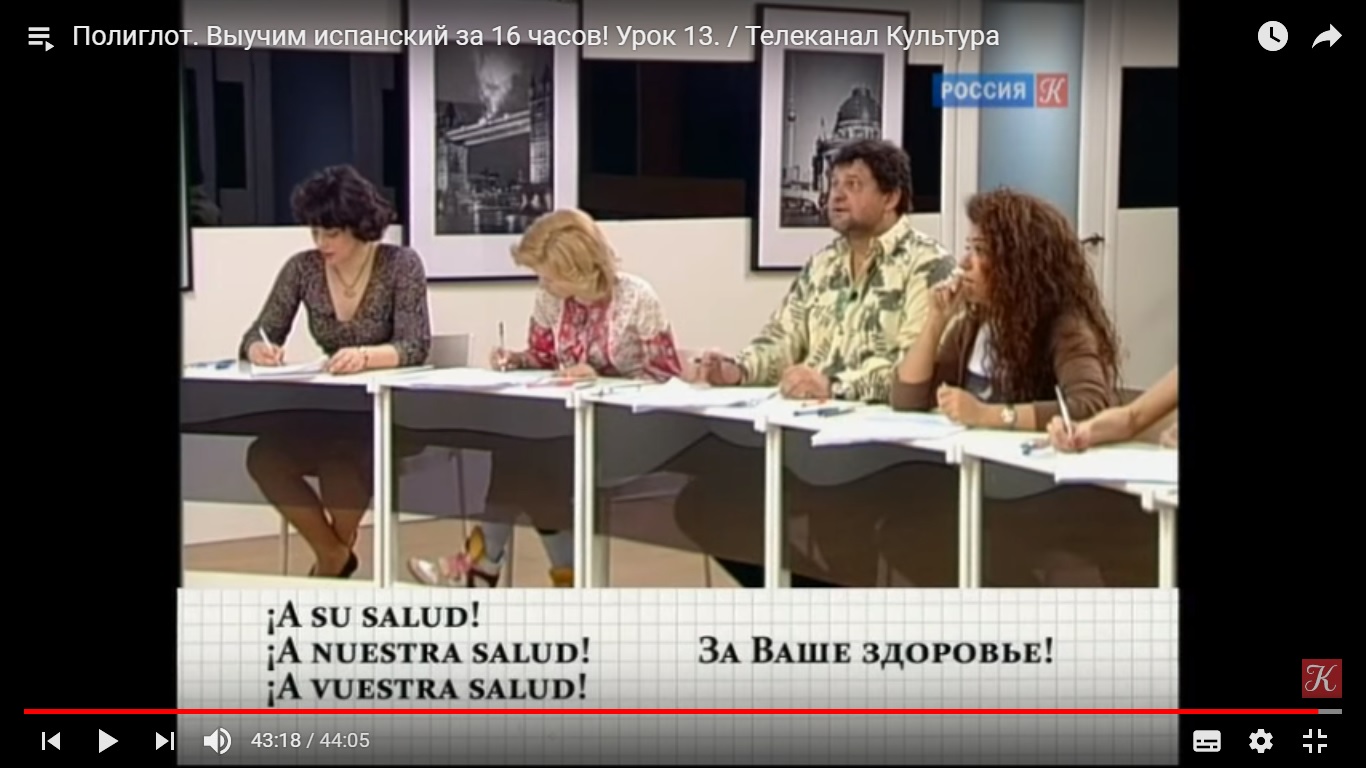 Полиглот. Выучим испанский за 16 часов! Урок 13. / Телеканал Культура
РОССИЯ К
¡A SU SALUD!
¡A NUESTRA SALUD!
За Ваше здоровье!
¡A VUESTRA SALUD!
К
43:18 / 44:05